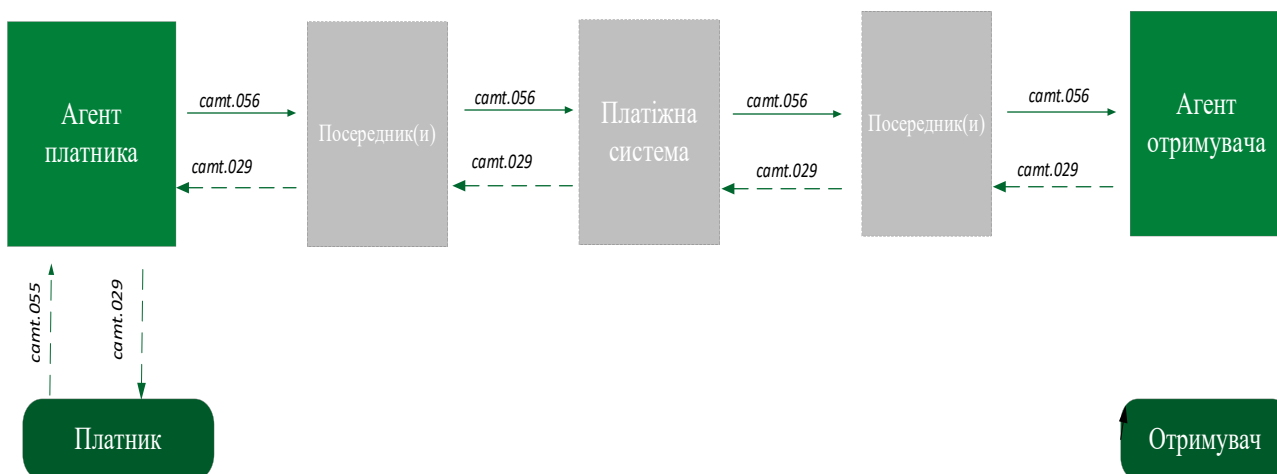 Агент
платника
camt.056
camt.029
Посередник(и)
camt.056
camt.029
Платіжна
система
camt.056
camt.029
Посередник(и)
camt.056
camt.029
Агент
отримувача
camt.055
camt.029
Платник
Отримувач